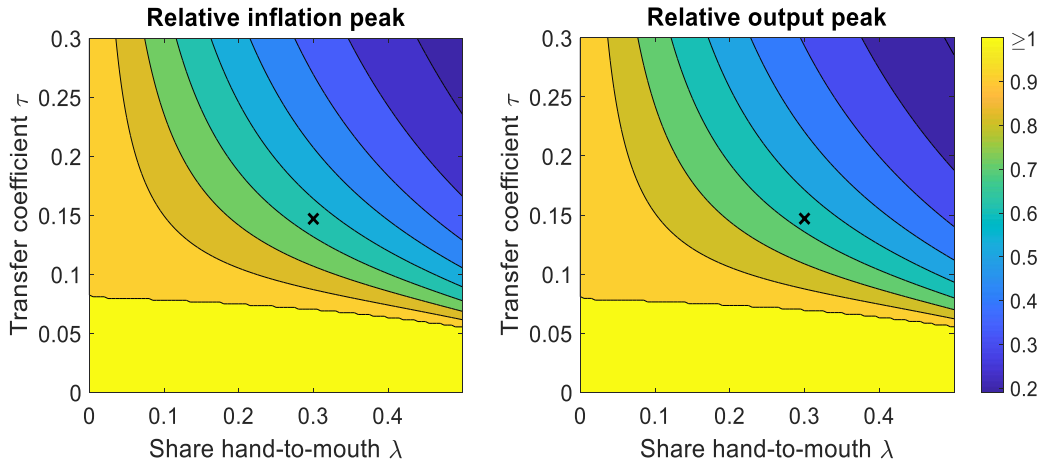 Relative inflation peak
Transfer coefficient τ
0.3
0.25
0.2
0.15
0.1
0.05
0
0 0.1 0.2 0.3 0.4
Share hand-to-mouth λ
Relative output peak
Transfer coefficient τ
0.3
0.25
0.2
0.15
0.1
0.05
0
0 0.1 0.2 0.3 0.4
Share hand-to-mouth λ
≥1
0.9
0.8
0.7
0.6
0.5
0.4
0.3
0.2